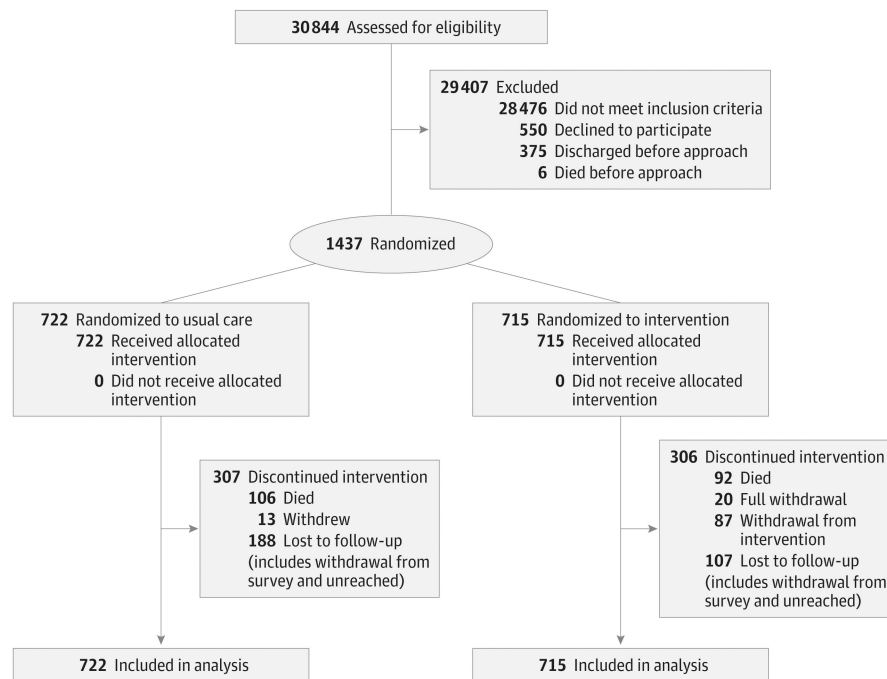 30844 Assessed for eligibility
29407 Excluded
28476 Did not meet inclusion criteria
550 Declined to participate
375 Discharged before approach
6 Died before approach
1437 Randomized
722 Randomized to usual care
722 Received allocated
intervention
0 Did not receive allocated
intervention
715 Randomized to intervention
715 Received allocated
intervention
0 Did not receive allocated
intervention
307 Discontinued intervention
106 Died
13 Withdrew
188 Lost to follow-up
(includes withdrawal from
survey and unreached)
306 Discontinued intervention
92 Died
20 Full withdrawal
87 Withdrawal from
intervention
107 Lost to follow-up
(includes withdrawal from
survey and unreached)
722 Included in analysis
715 Included in analysis